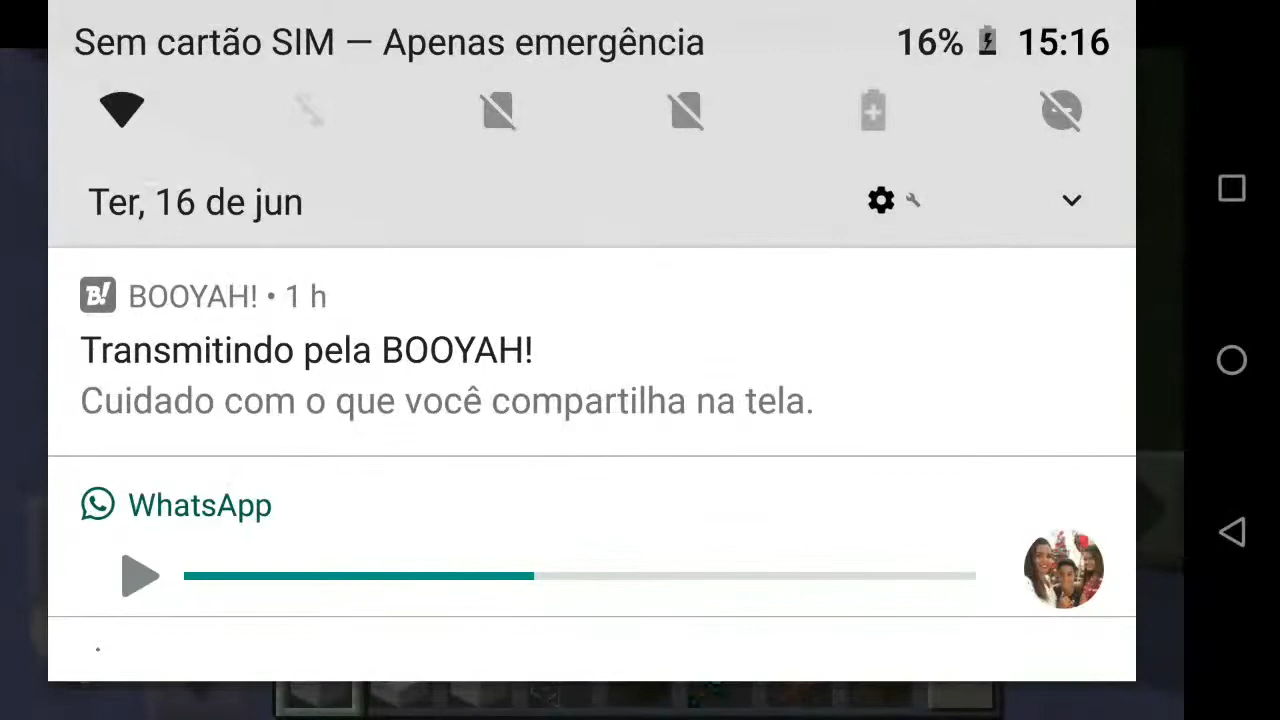 Sem cartão SIM — Apenas emergência
16% 15:16
Ter, 16 de jun
B! BOOYAH! • 1 h
Transmitindo pela BOOYAH!
Cuidado com o que você compartilha na tela.
WhatsApp